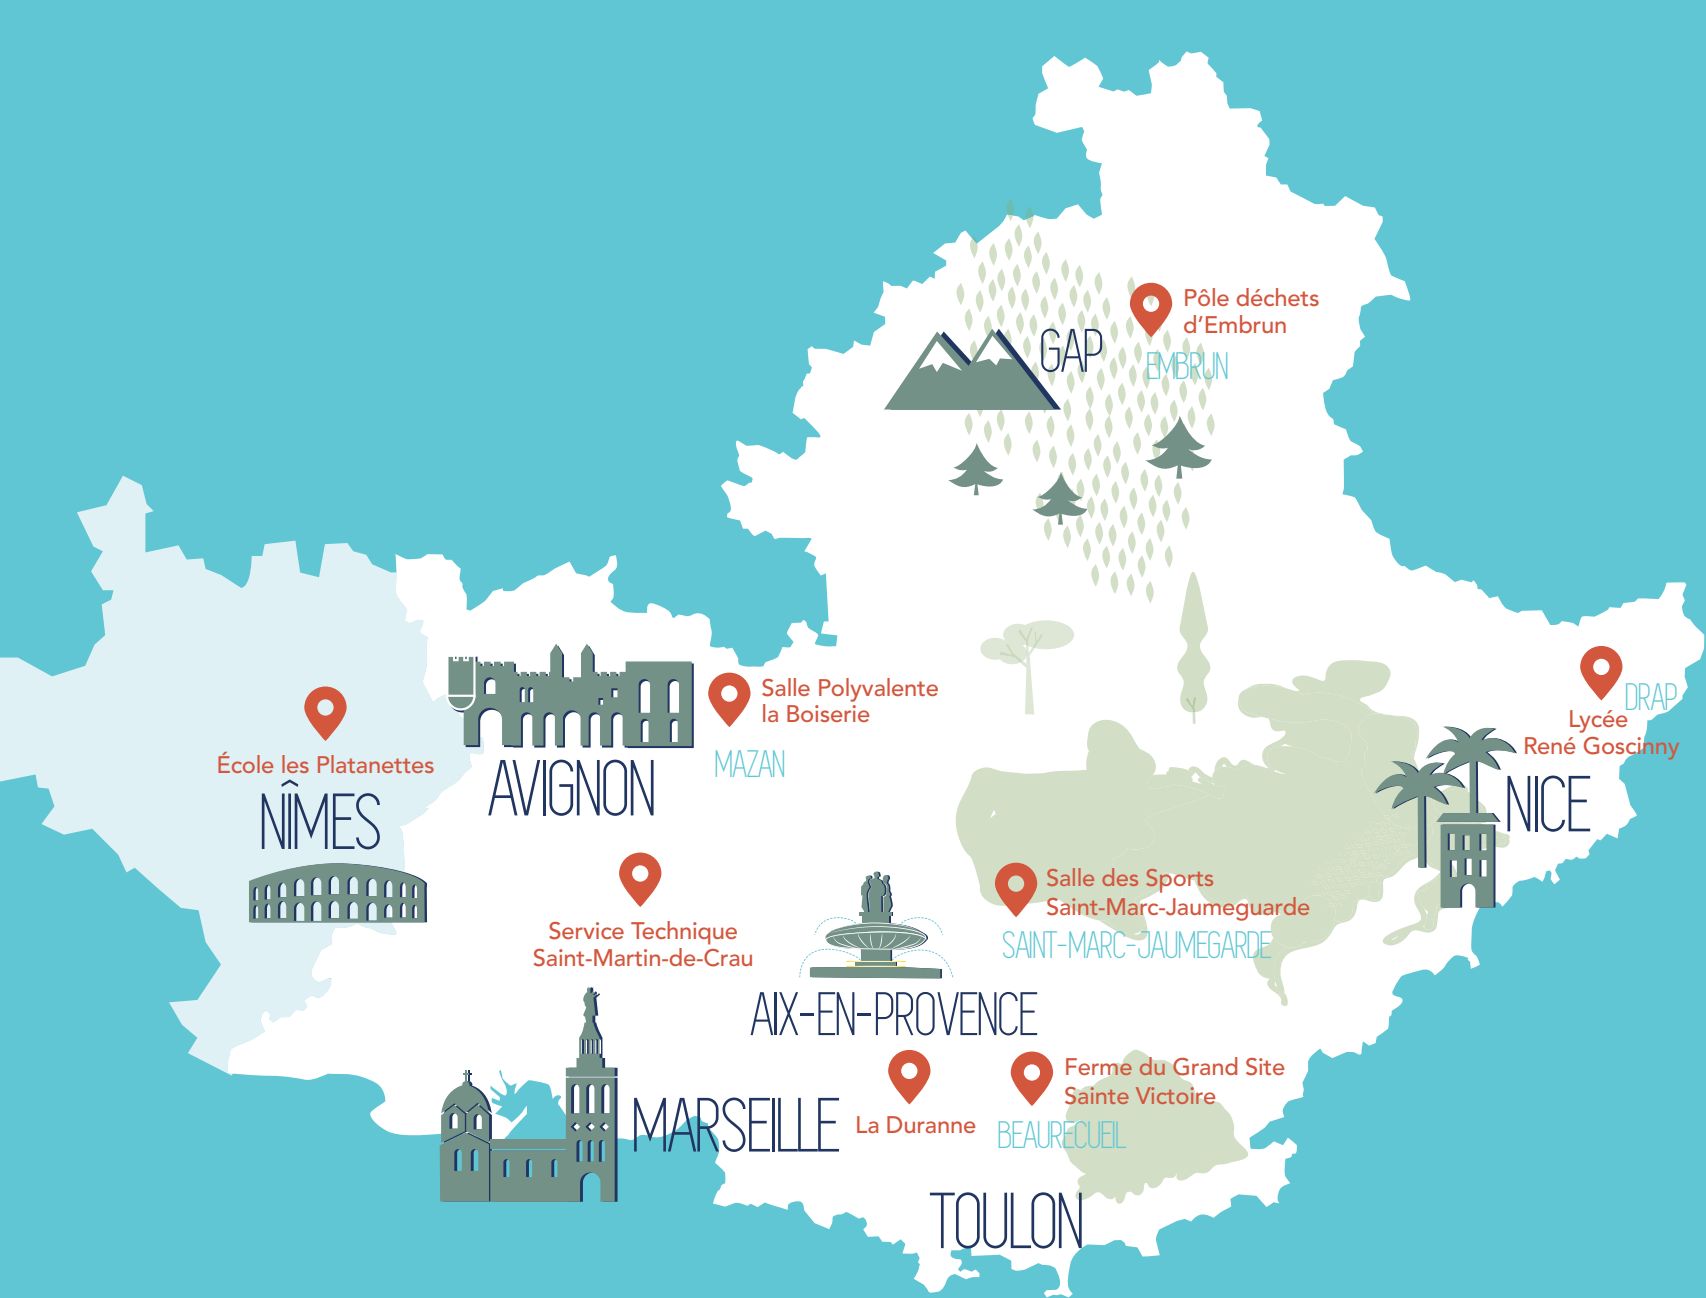 Pôle déchets
d'Embrun
GAP
EMBRUN
Salle Polyvalente
la Boiserie
MAZAN
DRAP
Lycée
René Goscinny
École les Platanettes
NÎMES
AVIGNON
NICE
Salle des Sports
Saint-Marc-Jaumeguarde
SAINT-MARC-JAUMEGARDE
Service Technique
Saint-Martin-de-Crau
AIX-EN-PROVENCE
Ferme du Grand Site
Sainte Victoire
MARSEILLE
La Duranne
BEAURECUEIL
TOULON